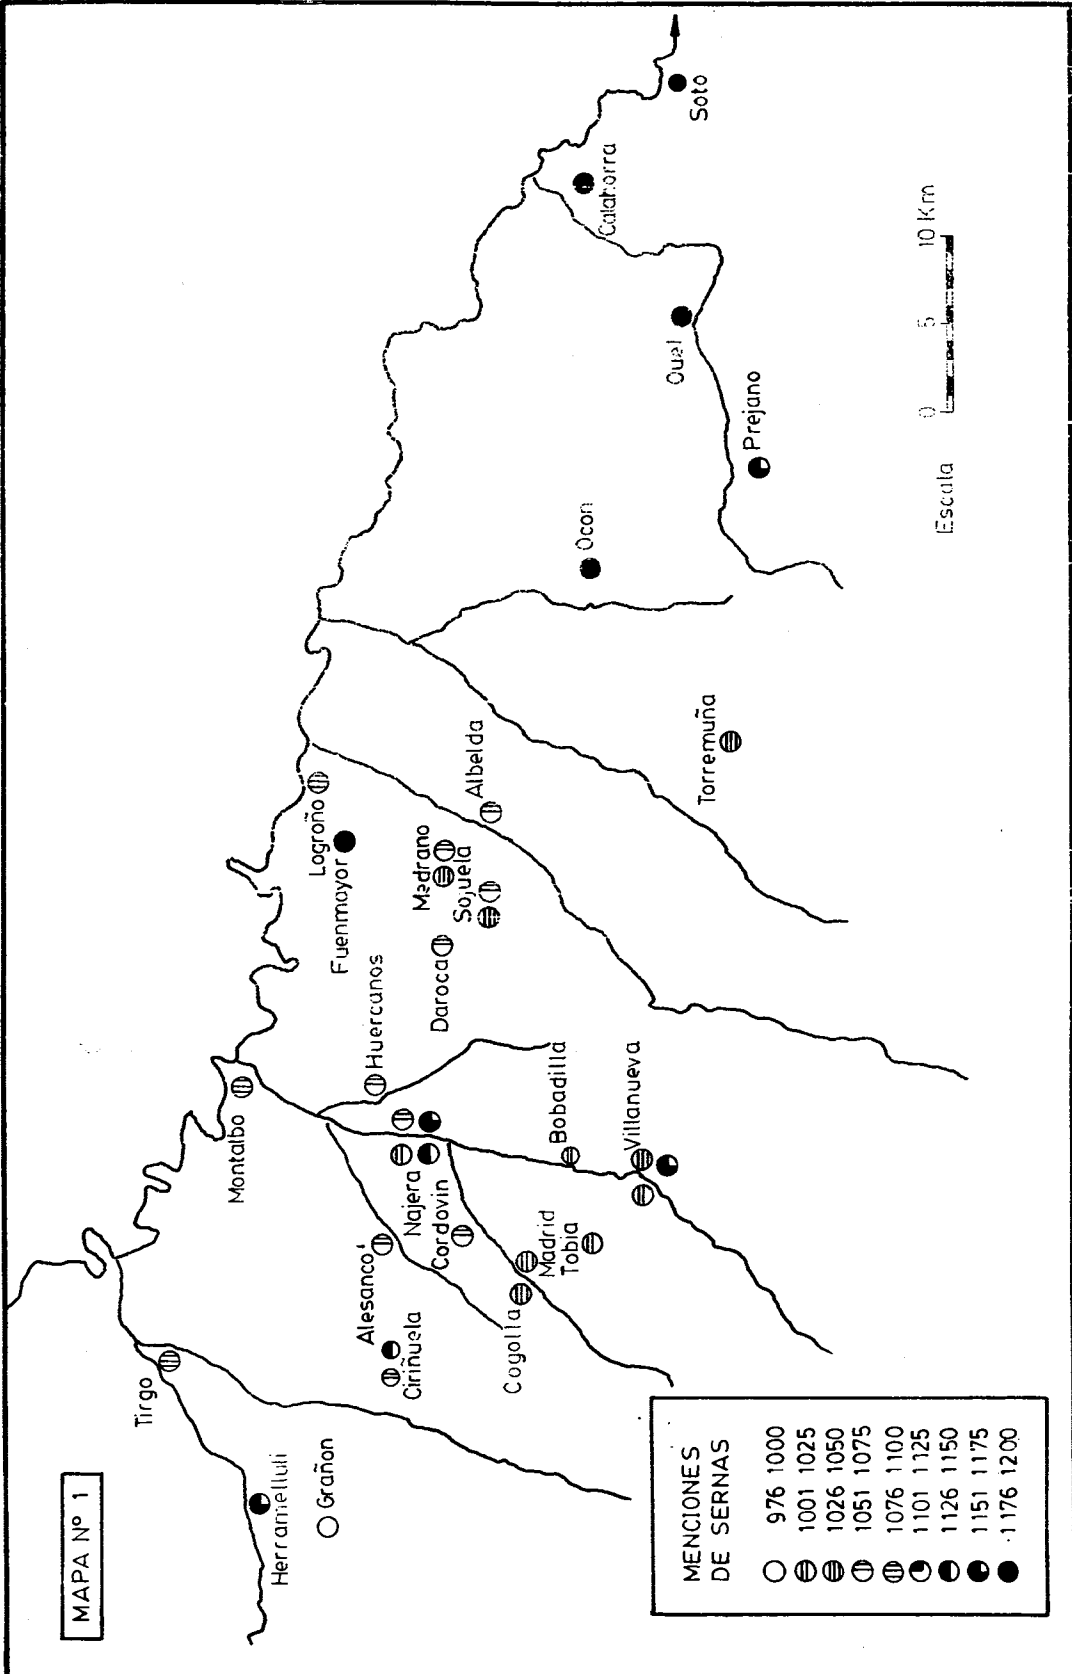 MAPA Nº 1
Tirgo
Herramelluri
Grañon
Montalbo
Alesanco
Ciriñuela
Najera
Cordovin
Cogolla
Madrid
Tobia
Bobadilla
Villanueva
Huercanos
Daroca
Fuenmayor
Logroño
Medrano
Sojuela
Albelda
Torremuña
Ocon
Prejano
Quel
Calahorra
Soto
Escala
0 5 10 Km
MENCIONES
DE SERNAS
976 1000
1001 1025
1026 1050
1051 1075
1076 1100
1101 1125
1126 1150
1151 1175
1176 1200